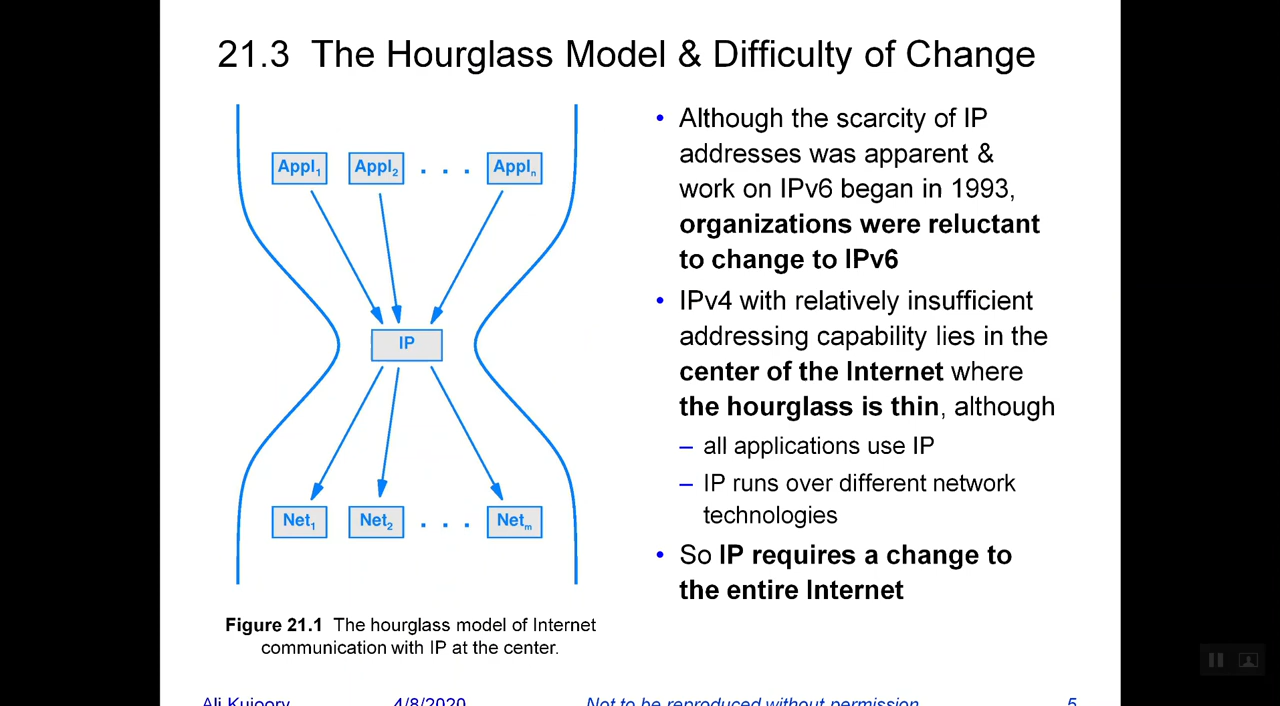 21.3 The Hourglass Model & Difficulty of Change
Appl1 Appl2 . . . Appln
IP
Net1 Net2 . . . Netm
Figure 21.1 The hourglass model of Internet
communication with IP at the center.
• Although the scarcity of IP
addresses was apparent &
work on IPv6 began in 1993,
organizations were reluctant
to change to IPv6
• IPv4 with relatively insufficient
addressing capability lies in the
center of the Internet where
the hourglass is thin, although
– all applications use IP
– IP runs over different network
technologies
• So IP requires a change to
the entire Internet
Ali Kujoory 4/8/2020 Not to be reproduced without permission 5